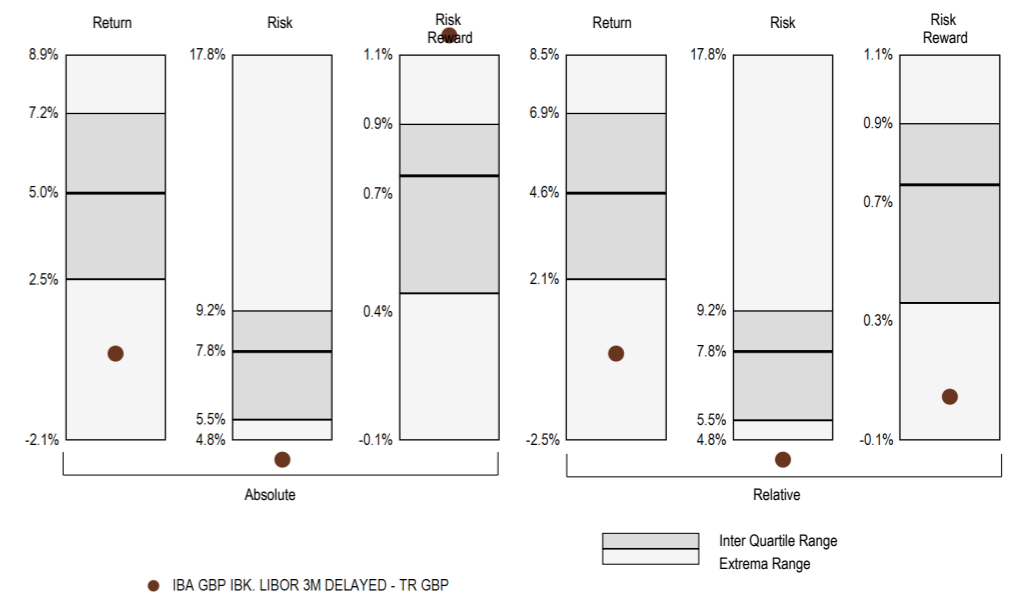 Return
Risk
Risk
Reward
Return
Risk
Risk
Reward
8.9%
7.2%
5.0%
2.5%
-2.1%
17.8%
9.2%
7.8%
5.5%
4.8%
1.1%
0.9%
0.7%
0.4%
-0.1%
8.5%
6.9%
4.6%
2.1%
-2.5%
17.8%
9.2%
7.8%
5.5%
4.8%
1.1%
0.9%
0.7%
0.3%
-0.1%
Absolute
Relative
Inter Quartile Range
Extrema Range
IBA GBP IBK. LIBOR 3M DELAYED - TR GBP